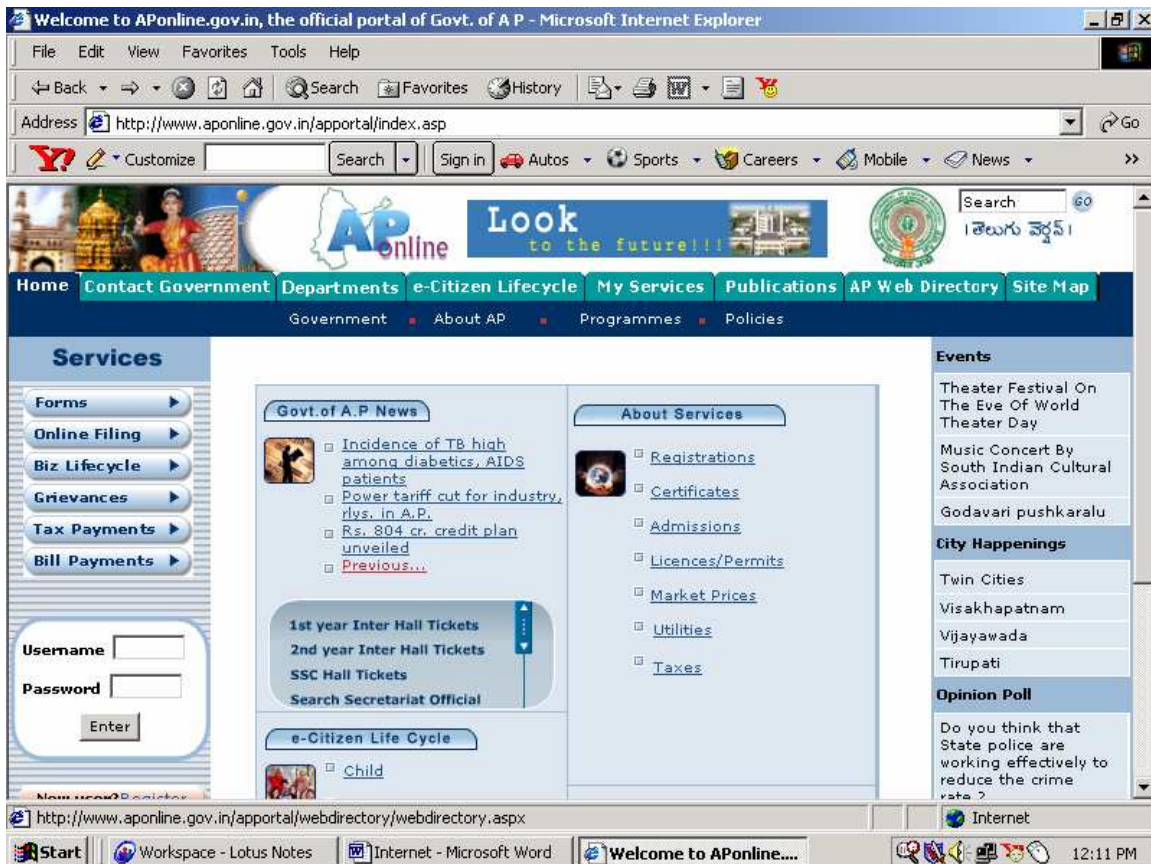 Welcome to APonline.gov.in, the official portal of Govt. of A P - Microsoft Internet Explorer
File Edit View Favorites Tools Help
Back Search Favorites History
Address http://www.aponline.gov.in/apportal/index.asp Go
Y? Customize Search Sign in Autos Sports Careers Mobile News »
AP online
Look
to the future!!!
Search GO
తెలుగు వెర్షన్
Home Contact Government Departments e-Citizen Lifecycle My Services Publications AP Web Directory Site Map
Government About AP Programmes Policies
Services
Forms
Online Filing
Biz Lifecycle
Grievances
Tax Payments
Bill Payments
Username
Password
Enter
New user?Register
Govt.of A.P News
Incidence of TB high
among diabetics, AIDS
patients
Power tariff cut for industry,
rlys. in A.P.
Rs. 804 cr. credit plan
unveiled
Previous...
1st year Inter Hall Tickets
2nd year Inter Hall Tickets
SSC Hall Tickets
Search Secretariat Official
e-Citizen Life Cycle
Child
About Services
Registrations
Certificates
Admissions
Licences/Permits
Market Prices
Utilities
Taxes
Events
Theater Festival On
The Eve Of World
Theater Day
Music Concert By
South Indian Cultural
Association
Godavari pushkaralu
City Happenings
Twin Cities
Visakhapatnam
Vijayawada
Tirupati
Opinion Poll
Do you think that
State police are
working effectively to
reduce the crime
rate ?
http://www.aponline.gov.in/apportal/webdirectory/webdirectory.aspx Internet
Start Workspace - Lotus Notes Internet - Microsoft Word Welcome to APonline.... 12:11 PM